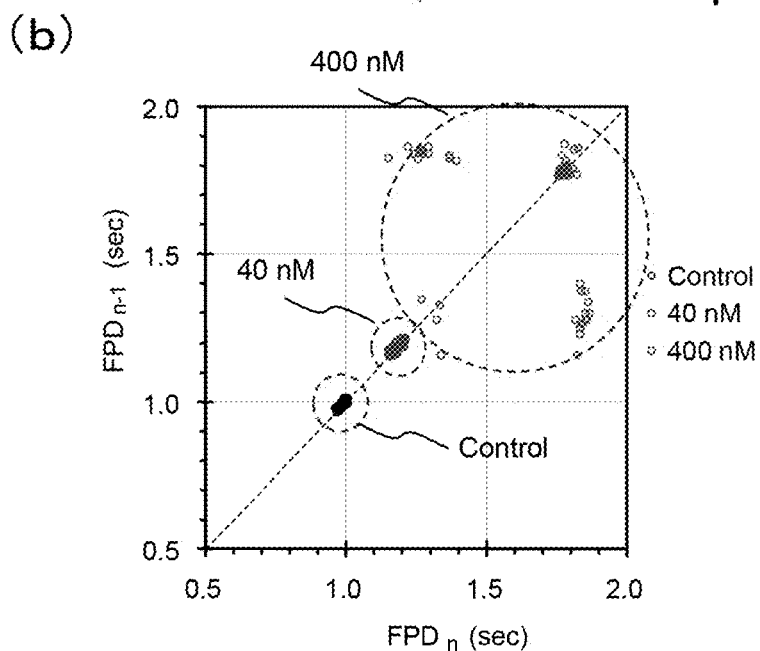 (b)
400 nM
2.0
1.5
1.0
0.5
FPD n-1 (sec)
40 nM
Control
Control
40 nM
400 nM
0.5 1.0 1.5 2.0
FPD n (sec)